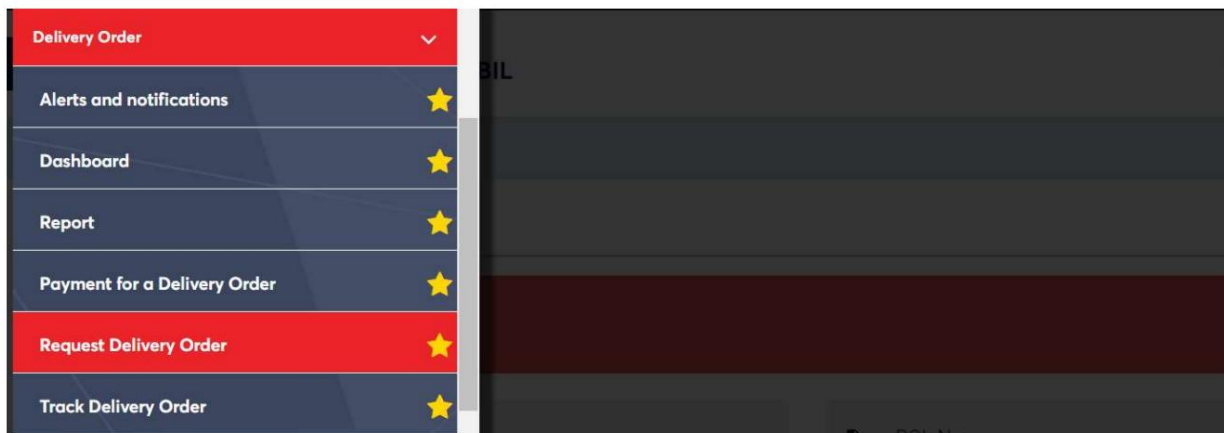 Delivery Order
BIL
Alerts and notifications
Dashboard
Report
Payment for a Delivery Order
Request Delivery Order
Track Delivery Order